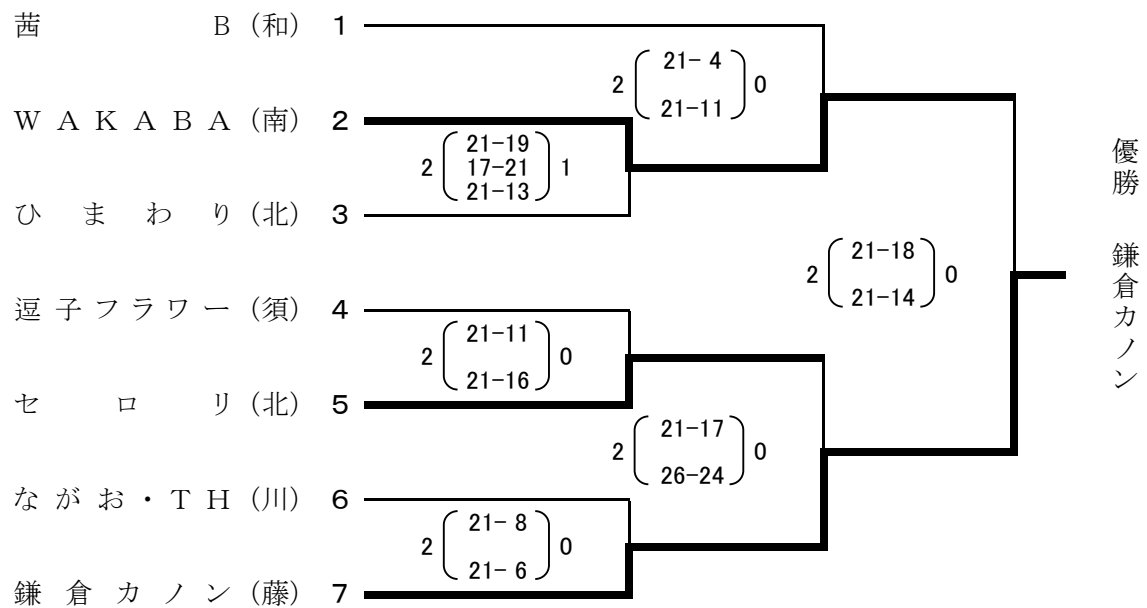 茜 B (和) 1
21- 4
2 0
21-11
W A K A B A (南) 2
21-19
2 17-21 1
21-13
ひ ま わ り (北) 3
21-18
2 0
21-14
逗子フラワー (須) 4
21-11
2 0
21-16
セ ロ リ (北) 5
21-17
2 0
26-24
な が お ・ T H (川) 6
21- 8
2 0
21- 6
鎌 倉 カ ノ ン (藤) 7
優勝 鎌倉カノン